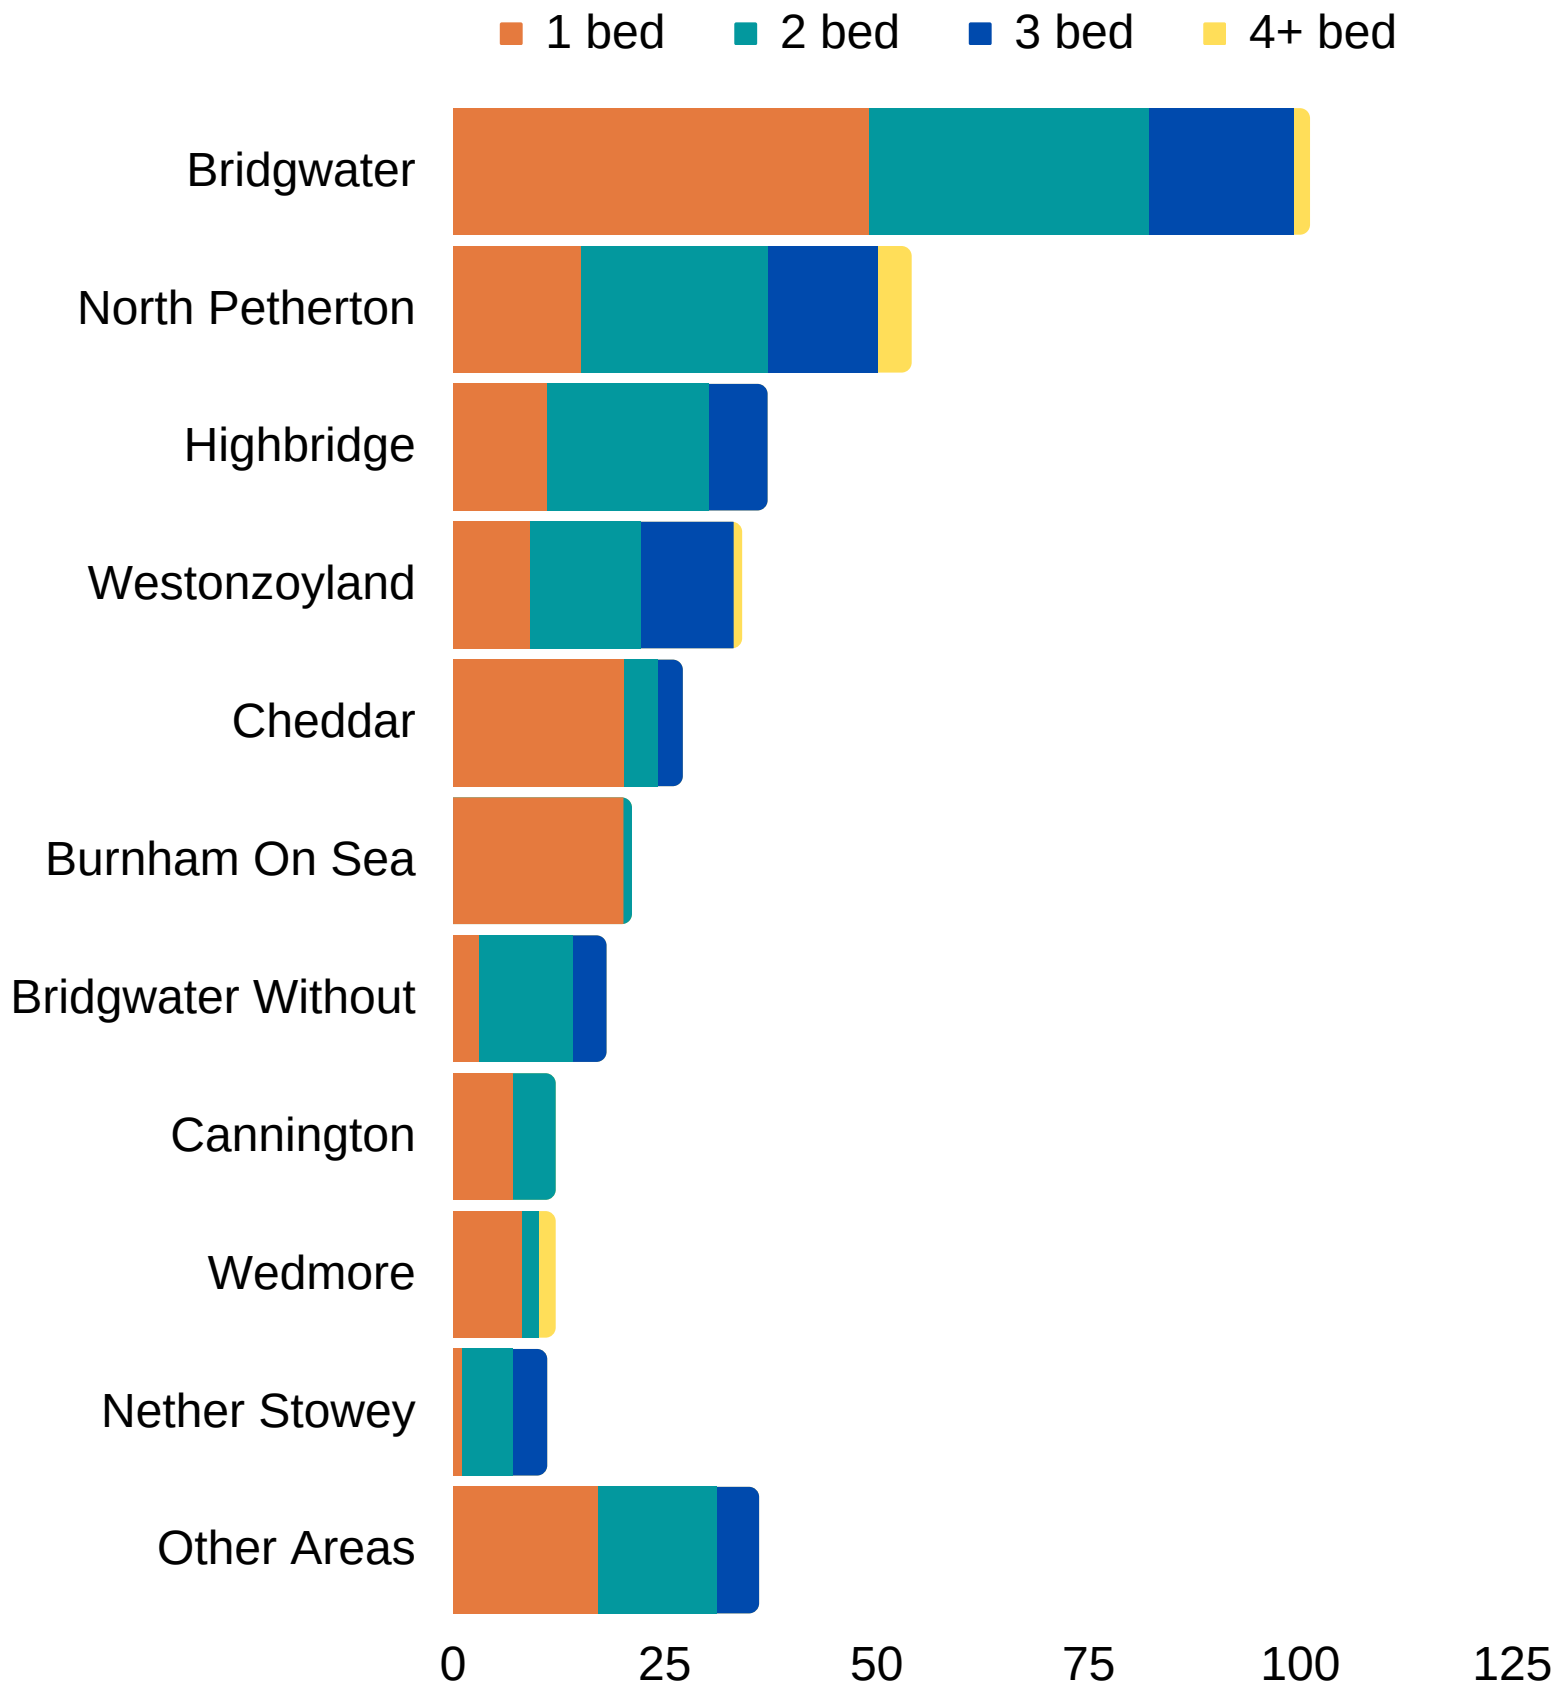 1 bed 2 bed 3 bed 4+ bed
Bridgwater
North Petherton
Highbridge
Westonzoyland
Cheddar
Burnham On Sea
Bridgwater Without
Cannington
Wedmore
Nether Stowey
Other Areas
0 25 50 75 100 125